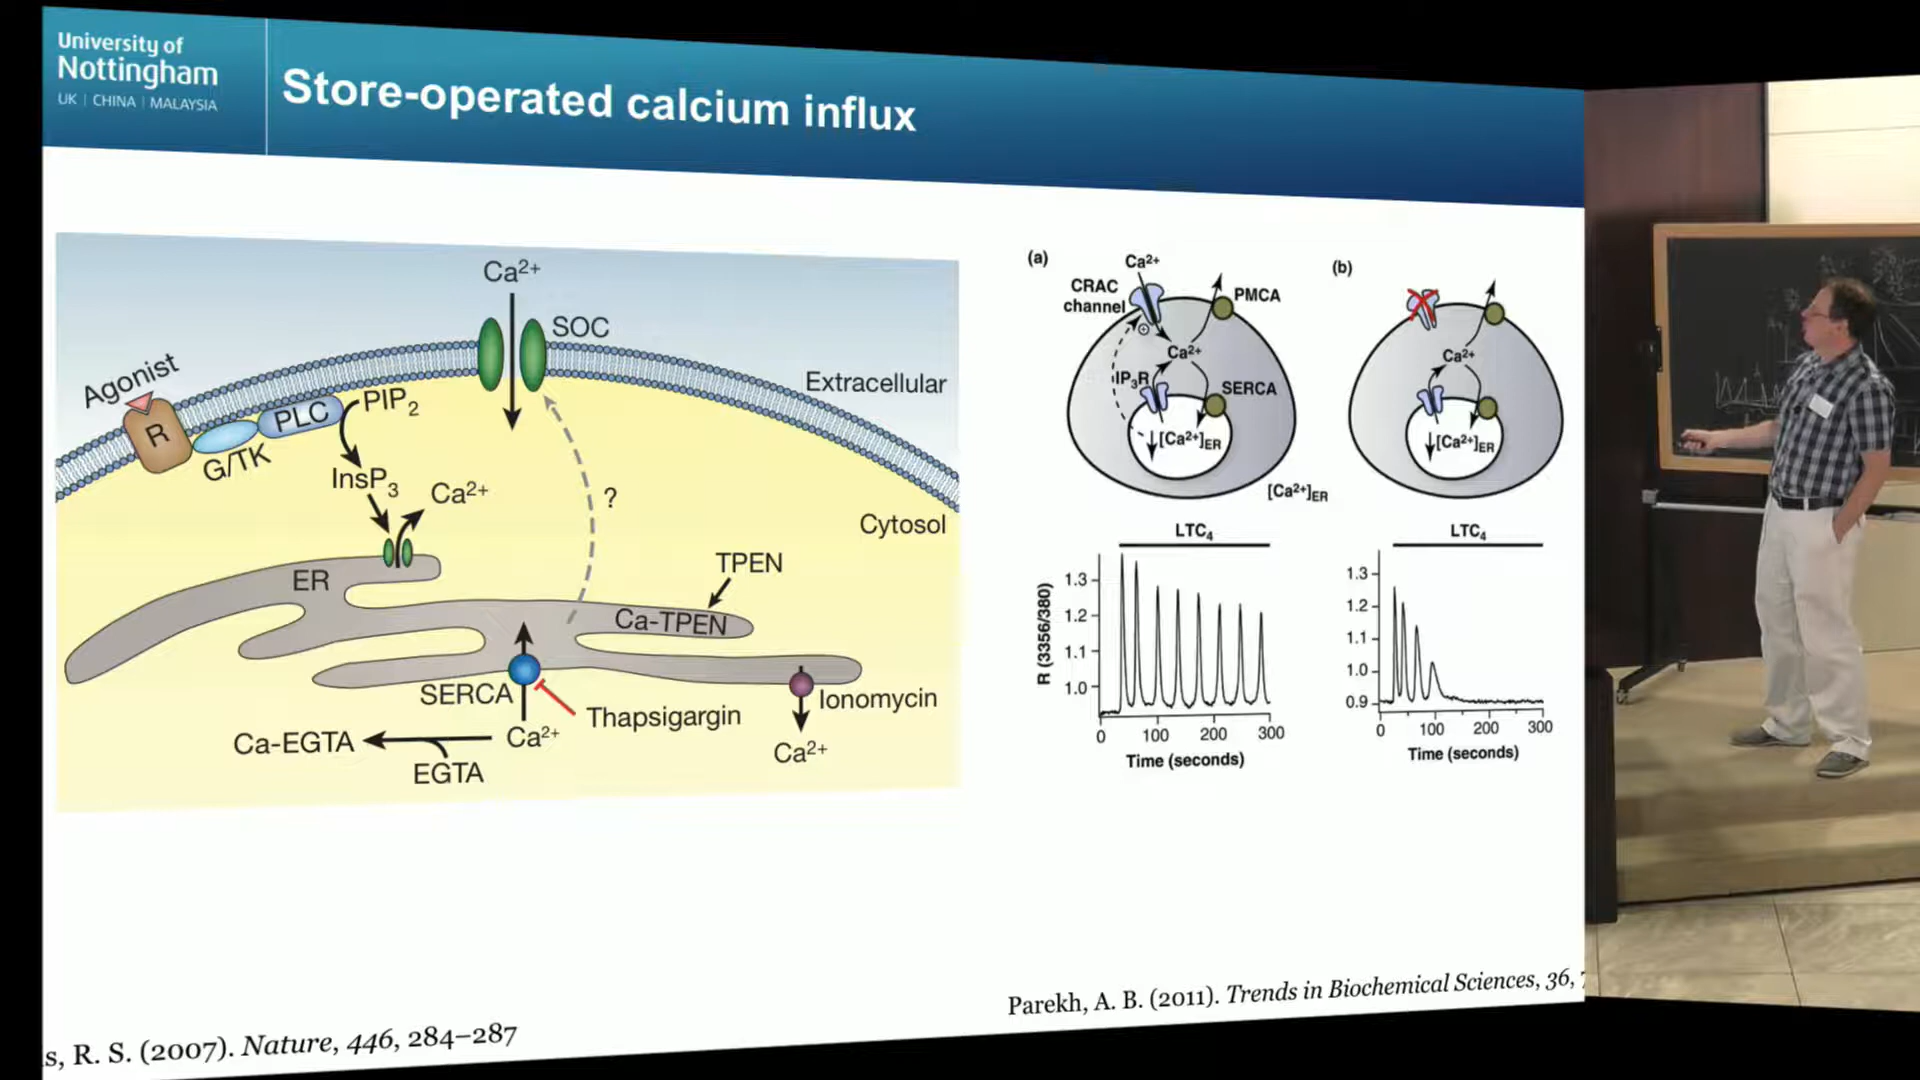 University of
Nottingham
UK | CHINA | MALAYSIA
Store-operated calcium influx
Ca2+
SOC
Agonist
R
G/TK
PLC
PIP2
Extracellular
InsP3
Ca2+
?
Cytosol
ER
TPEN
Ca-TPEN
SERCA
Thapsigargin
Ionomycin
Ca-EGTA
Ca2+
EGTA
Ca2+
(a)
Ca2+
CRAC
channel
PMCA
+
Ca2+
IP3R
SERCA
[Ca2+]ER
[Ca2+]ER
(b)
Ca2+
[Ca2+]ER
LTC4
R (3356/380)
1.3
1.2
1.1
1.0
0 100 200 300
Time (seconds)
LTC4
1.3
1.2
1.1
1.0
0.9
0 100 200 300
Time (seconds)
Parekh, A. B. (2011). Trends in Biochemical Sciences, 36,
s, R. S. (2007). Nature, 446, 284–287